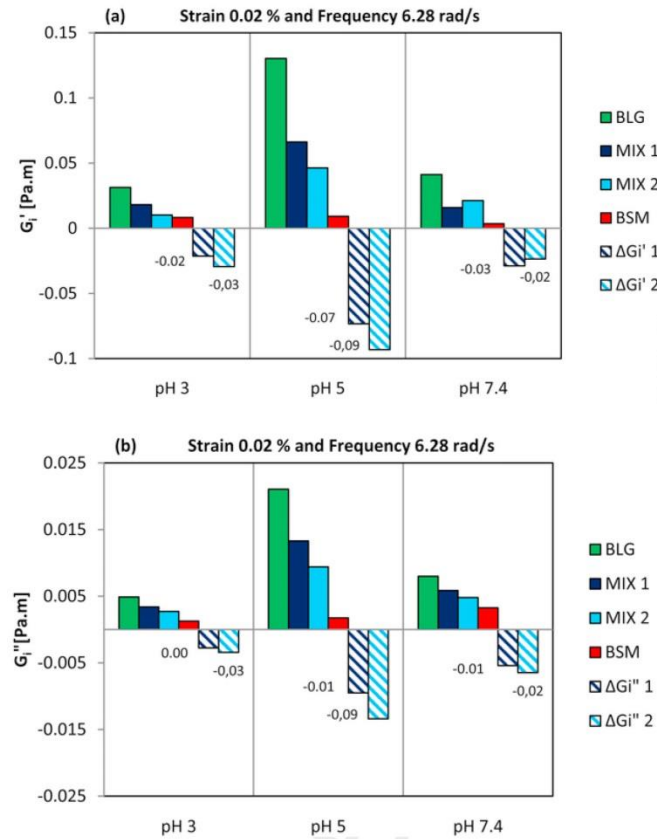 (a) Strain 0.02 % and Frequency 6.28 rad/s
Gi' [Pa.m]
0.15
0.1
0.05
0
-0.05
-0.1
-0.02
-0,03
-0.07
-0,09
-0.03
-0,02
pH 3 pH 5 pH 7.4
BLG
MIX 1
MIX 2
BSM
ΔGi' 1
ΔGi' 2
(b) Strain 0.02 % and Frequency 6.28 rad/s
Gi''[Pa.m]
0.025
0.015
0.005
-0.005
-0.015
-0.025
0.00
-0,03
-0.01
-0,09
-0.01
-0,02
pH 3 pH 5 pH 7.4
BLG
MIX 1
MIX 2
BSM
ΔGi" 1
ΔGi" 2